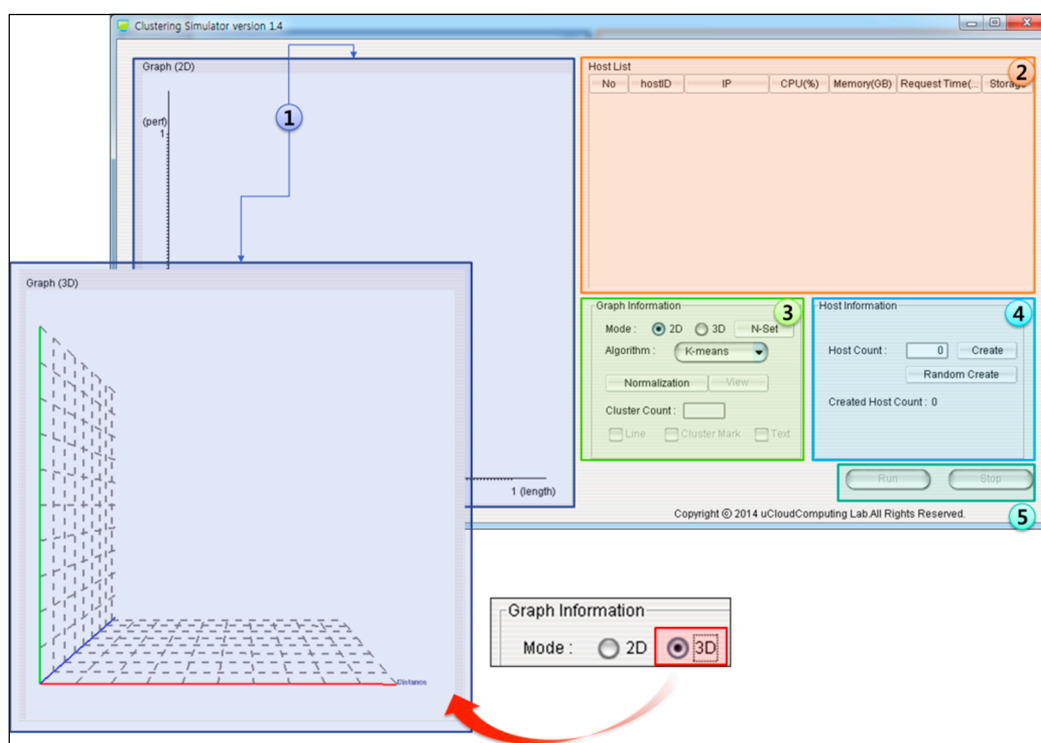 Clustering Simulator version 1.4
Graph (2D)
(perf)
1
1 (length)
1
Host List
2
No hostID IP CPU(%) Memory(GB) Request Time(... Storage
Graph Information
3
Mode : 2D 3D N-Set
Algorithm : K-means
Normalization View
Cluster Count :
Line Cluster Mark Text
Host Information
4
Host Count : 0 Create
Random Create
Created Host Count : 0
Run Stop
5
Copyright ⓒ 2014 uCloudComputing Lab.All Rights Reserved.
Graph (3D)
Distance
Graph Information
Mode : 2D 3D